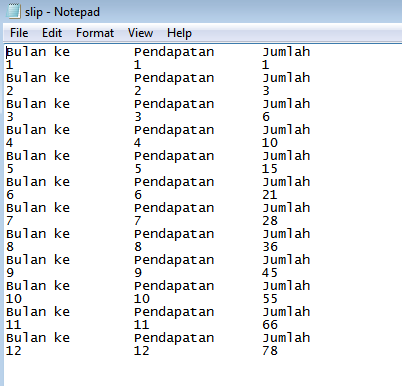 slip - Notepad
File Edit Format View Help
Bulan ke Pendapatan Jumlah
1 1 1
Bulan ke Pendapatan Jumlah
2 2 3
Bulan ke Pendapatan Jumlah
3 3 6
Bulan ke Pendapatan Jumlah
4 4 10
Bulan ke Pendapatan Jumlah
5 5 15
Bulan ke Pendapatan Jumlah
6 6 21
Bulan ke Pendapatan Jumlah
7 7 28
Bulan ke Pendapatan Jumlah
8 8 36
Bulan ke Pendapatan Jumlah
9 9 45
Bulan ke Pendapatan Jumlah
10 10 55
Bulan ke Pendapatan Jumlah
11 11 66
Bulan ke Pendapatan Jumlah
12 12 78